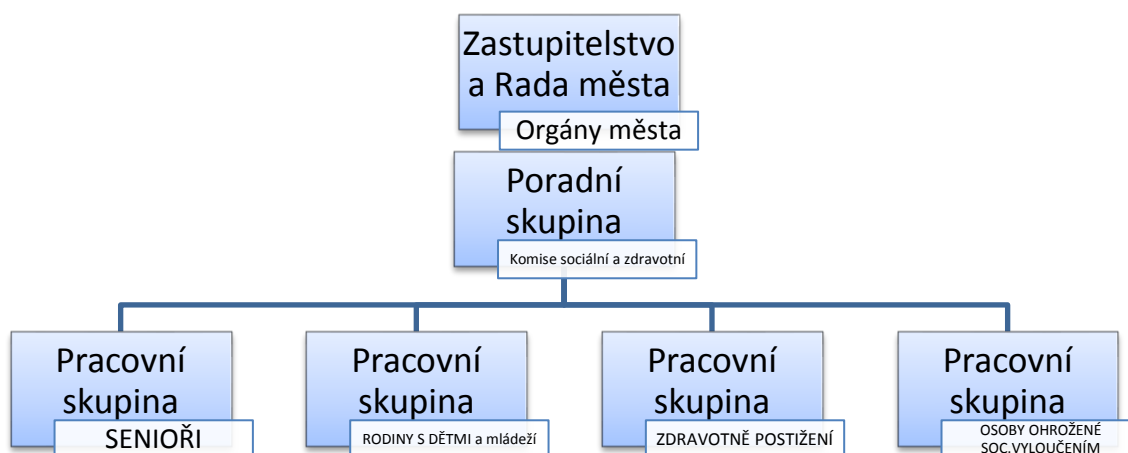 Zastupitelstvo
a Rada města
Orgány města
Poradní
skupina
Komise sociální a zdravotní
Pracovní
skupina
SENIOŘI
Pracovní
skupina
RODINY S DĚTMI a mládeží
Pracovní
skupina
ZDRAVOTNĚ POSTIŽENÍ
Pracovní
skupina
OSOBY OHROŽENÉ
SOC.VYLOUČENÍM